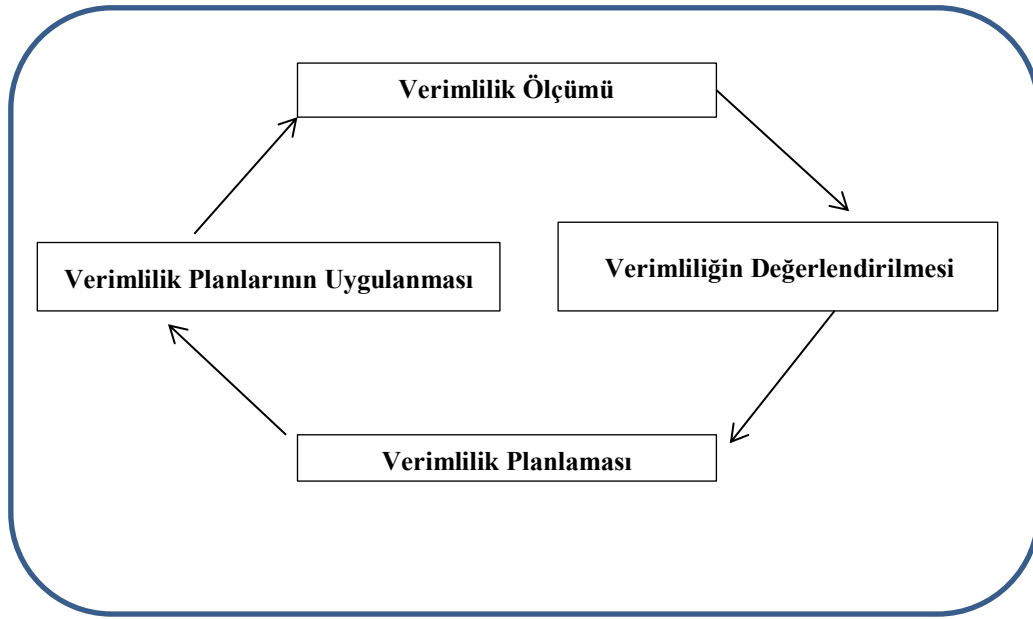 Verimlilik Ölçümü
Verimliliğin Değerlendirilmesi
Verimlilik Planlarının Uygulanması
Verimlilik Planlaması